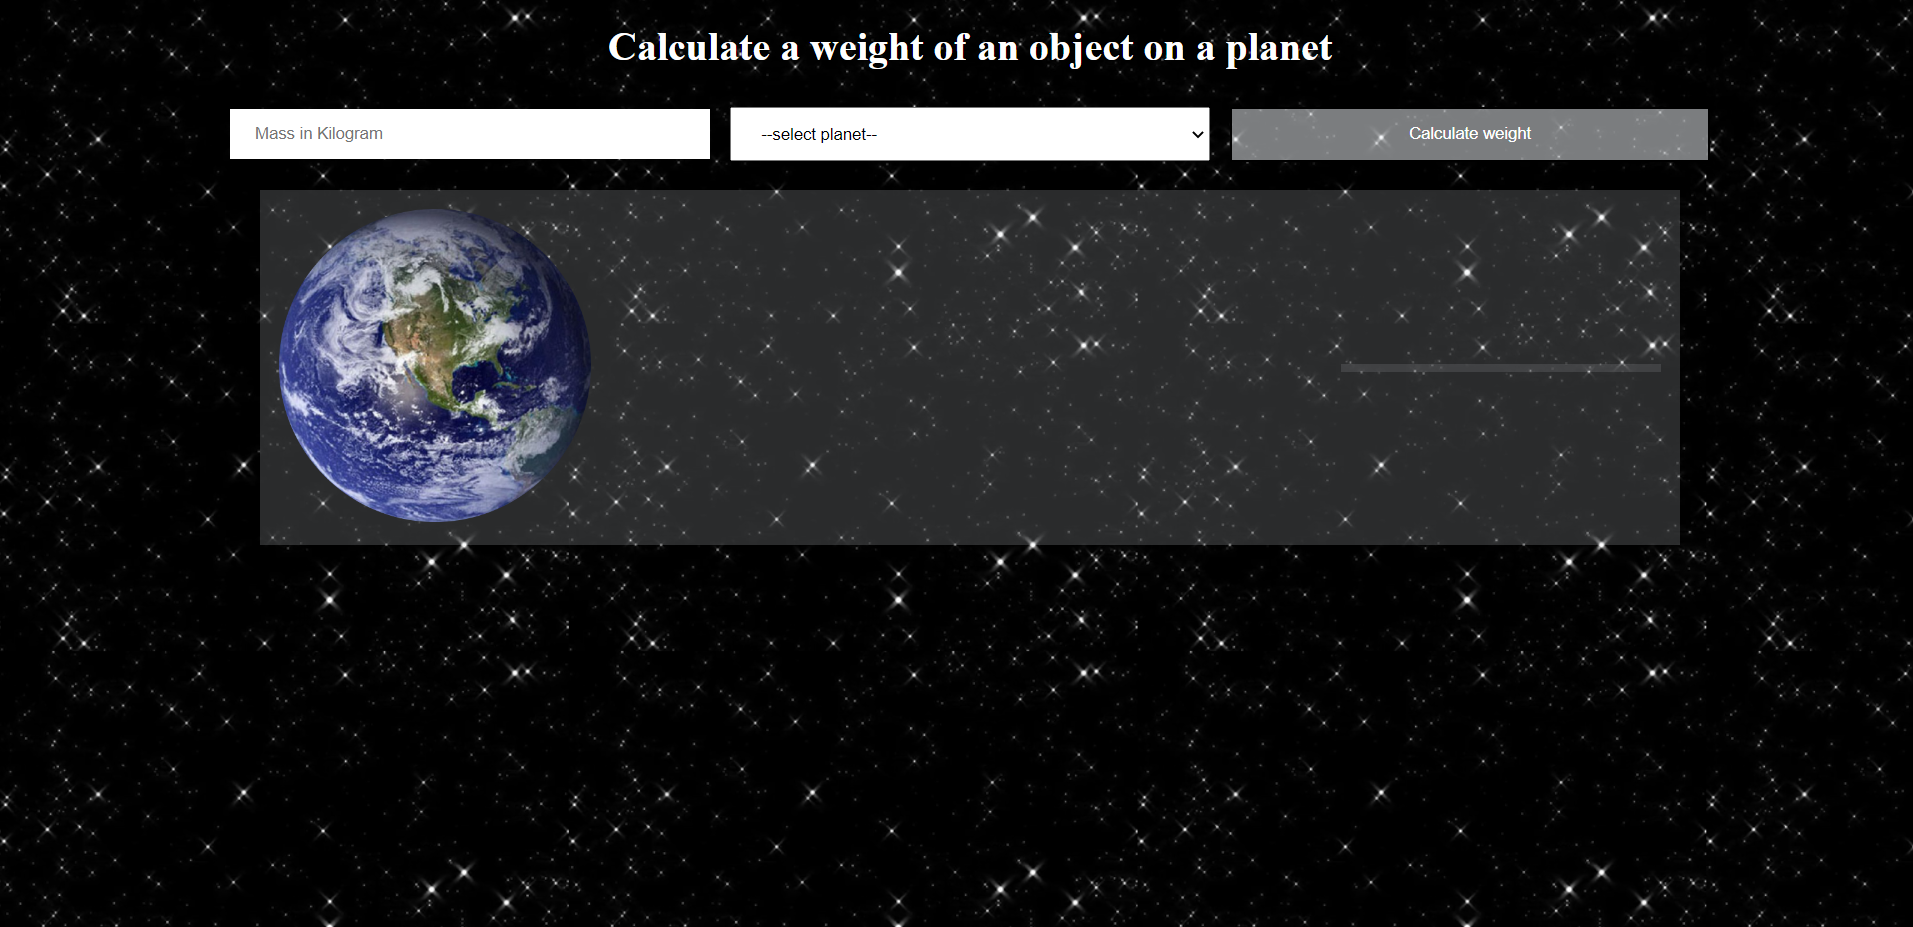 Calculate a weight of an object on a planet
Mass in Kilogram
--select planet--
Calculate weight